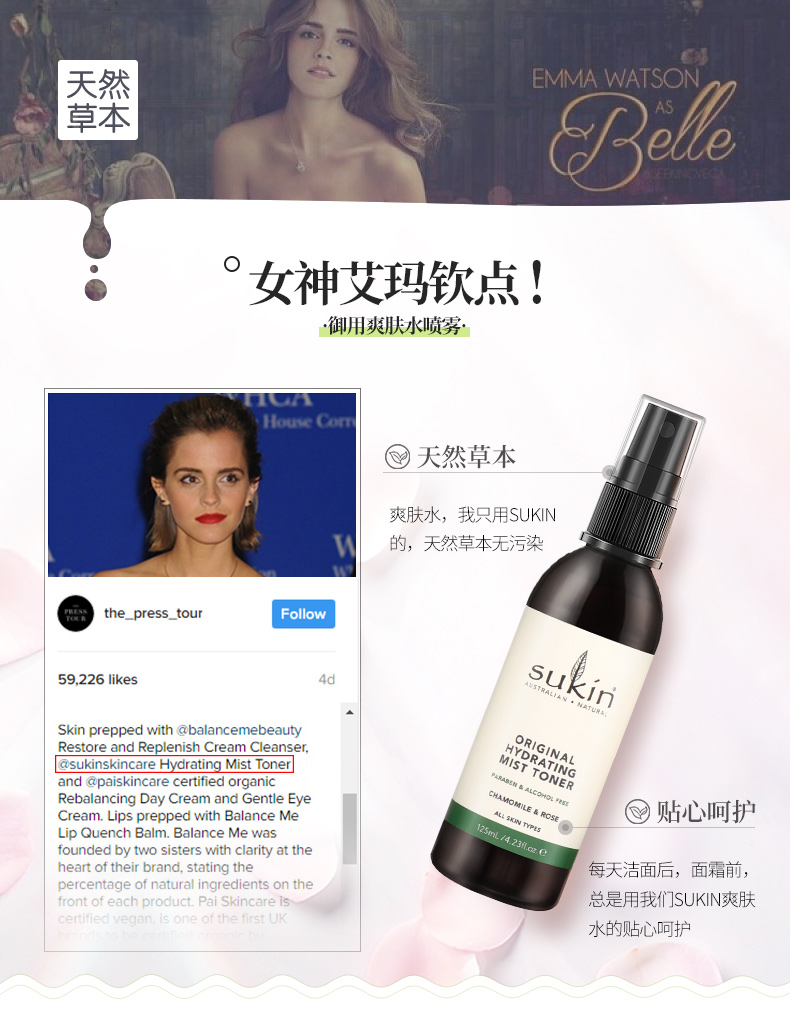 天然
草本
EMMA WATSON
AS
Belle
女神艾玛钦点！
·御用爽肤水喷雾·
House Corre
PRESS
TOUR
the_press_tour
Follow
59,226 likes
4d
Skin prepped with @balancemebeauty
Restore and Replenish Cream Cleanser,
@sukinskincare Hydrating Mist Toner
and @paiskincare certified organic
Rebalancing Day Cream and Gentle Eye
Cream. Lips prepped with Balance Me
Lip Quench Balm. Balance Me was
founded by two sisters with clarity at the
heart of their brand, stating the
percentage of natural ingredients on the
front of each product. Pai Skincare is
certified vegan, is one of the first UK
天然草本
爽肤水，我只用SUKIN
的，天然草本无污染
sukin
AUSTRALIAN • NATURAL
ORIGINAL
HYDRATING
MIST TONER
PARABEN & ALCOHOL FREE
CHAMOMILE & ROSE
ALL SKIN TYPES
125mL/4.23fl.oz.℮
贴心呵护
每天洁面后，面霜前，
总是用我们SUKIN爽肤
水的贴心呵护